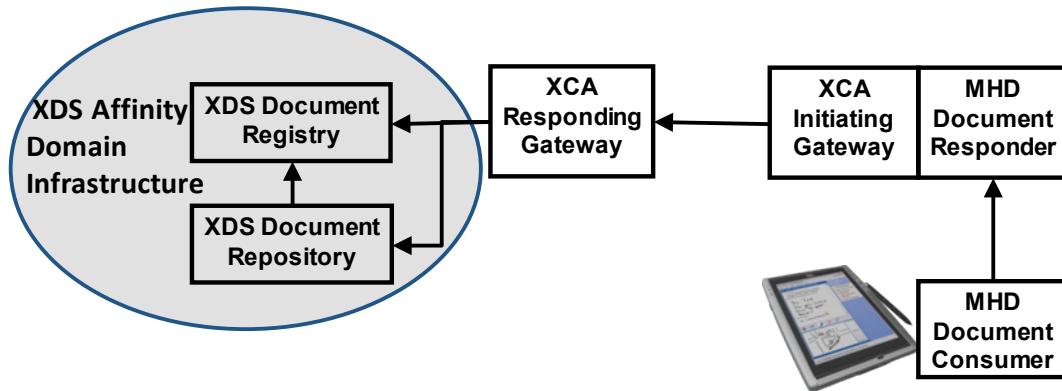 XDS Affinity
Domain
Infrastructure
XDS Document
Registry
XDS Document
Repository
XCA
Responding
Gateway
XCA
Initiating
Gateway
MHD
Document
Responder
MHD
Document
Consumer